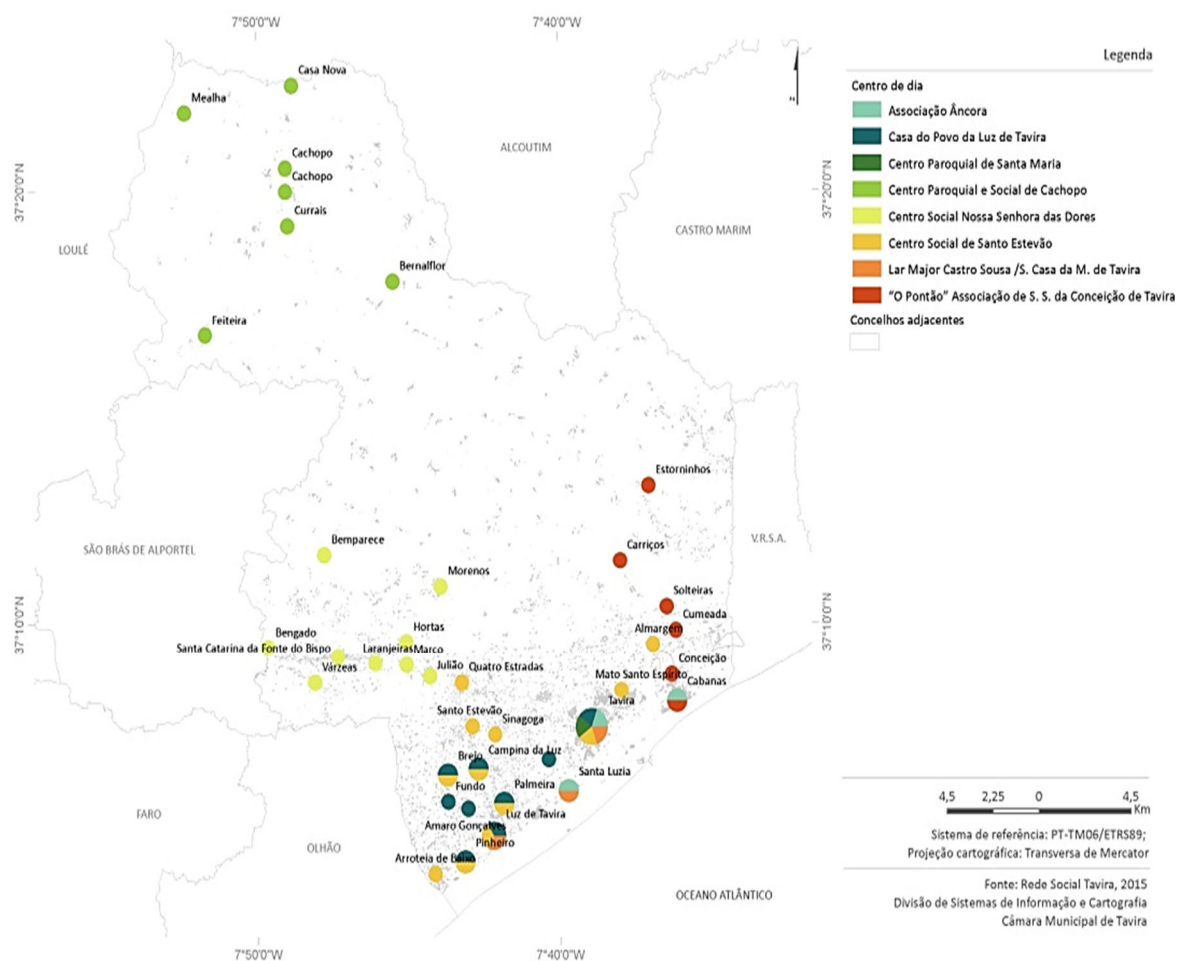 7°50'0"W
7°40'0"W
Legenda
Casa Nova
Mealha
Centro de dia
Associação Âncora
Casa do Povo da Luz de Tavira
Centro Paroquial de Santa Maria
Centro Paroquial e Social de Cachopo
Centro Social Nossa Senhora das Dores
Centro Social de Santo Estevão
Lar Major Castro Sousa /S. Casa da M. de Tavira
"O Pontão" Associação de S. S. da Conceição de Tavira
Concelhos adjacentes
z
ALCOUTIM
Cachopo
Cachopo
37°20'0"N
37°20'0"N
Currais
CASTRO MARIM
LOULÉ
Bernalflor
Feiteira
Estorninhos
SÃO BRÁS DE ALPORTEL
Bemparece
Carriços
V.R.S.A.
Morenos
Solteiras
37°10'0"N
37°10'0"N
Cumeada
Hortas
Almargem
Bengado
Santa Catarina da Fonte do Bispo
Laranjeiras
Marco
Conceição
Várzeas
Julião
Quatro Estradas
Mato Santo Espírito
Cabanas
Tavira
Santo Estevão
Sinagoga
Campina da Luz
Brejo
Santa Luzia
Fundo
Palmeira
Luz de Tavira
FARO
Amaro Gonçalves
Pinheiro
OLHÃO
Arroteia de Baixo
OCEANO ATLÂNTICO
4,5 2,25 0 4,5
Km
Sistema de referência: PT-TM06/ETRS89;
Projeção cartográfica: Transversa de Mercator
Fonte: Rede Social Tavira, 2015
Divisão de Sistemas de Informação e Cartografia
Câmara Municipal de Tavira
7°50'0"W
7°40'0"W